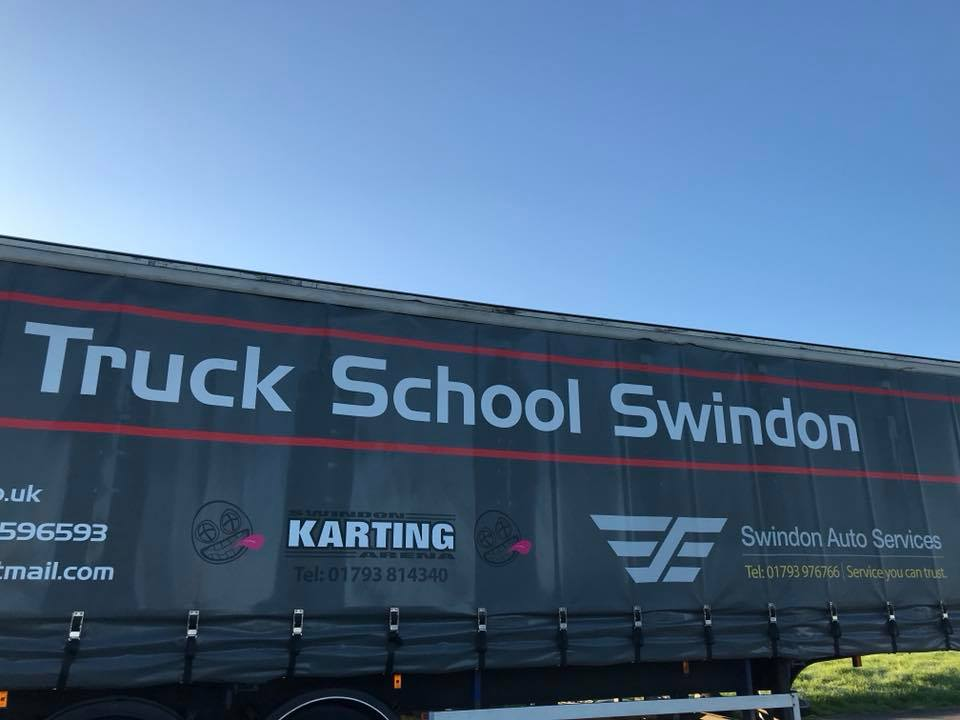 Truck School Swindon
.uk
596593
tmail.com
SWINDON
KARTING
ARENA
Tel: 01793 814340
Swindon Auto Services
Tel: 01793 976766 | Service you can trust.